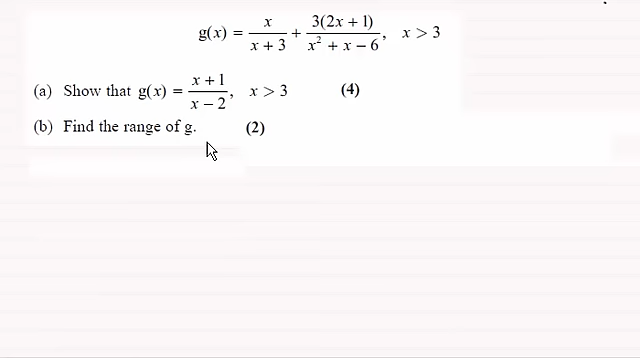 g(x) = x/(x + 3) + 3(2x + 1)/(x² + x − 6), x > 3
(a) Show that g(x) = (x + 1)/(x − 2), x > 3 (4)
(b) Find the range of g. (2)